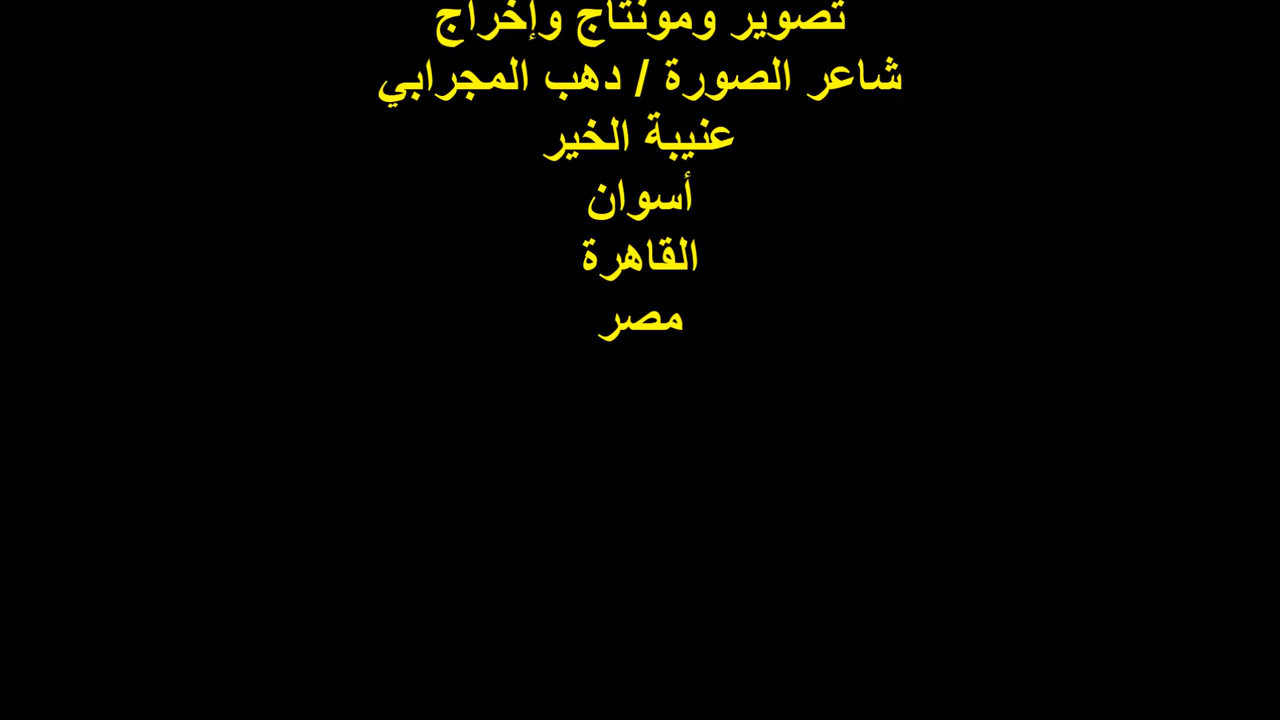 تصوير ومونتاج وإخراج
شاعر الصورة / دهب المجرابي
عنيبة الخير
أسوان
القاهرة
مصر